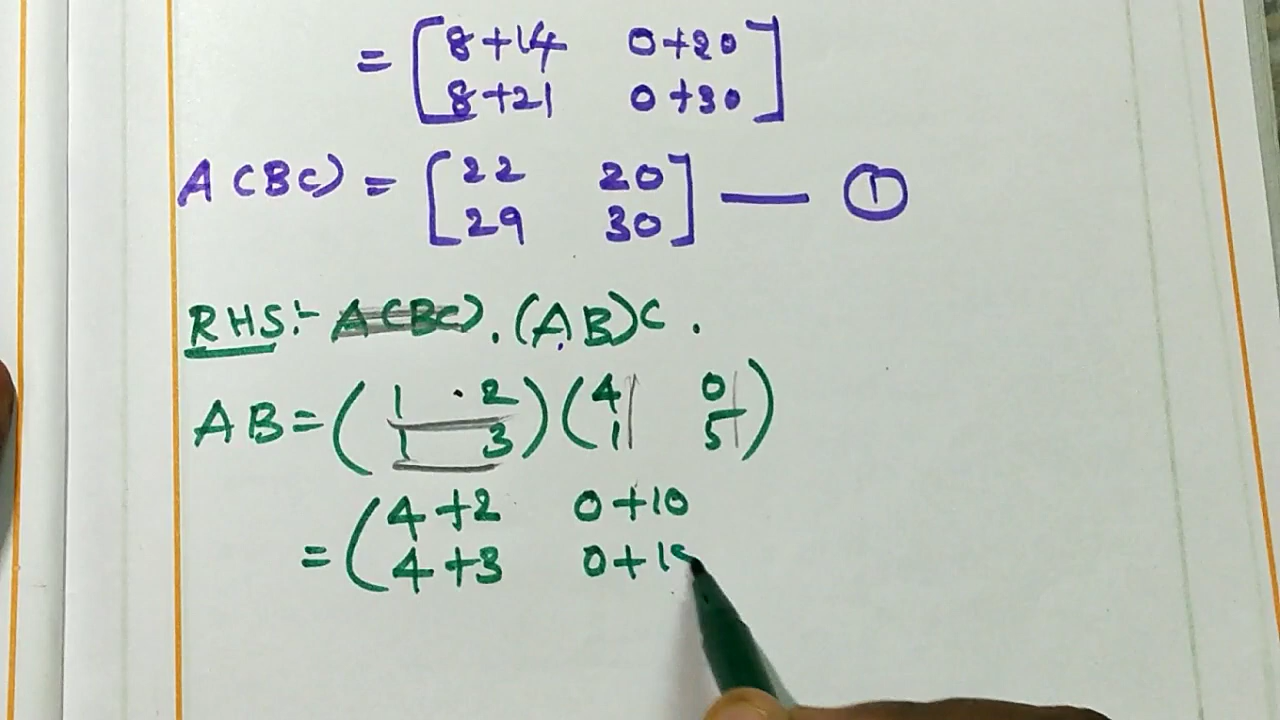 = [8+14 0+20
8+21 0+30]
A(BC) = [22 20
29 30] — ①
RHS:- A(BC). (AB)C.
AB = (1 . 2
1 3) (4 0
1 5)
= (4+2 0+10
4+3 0+15